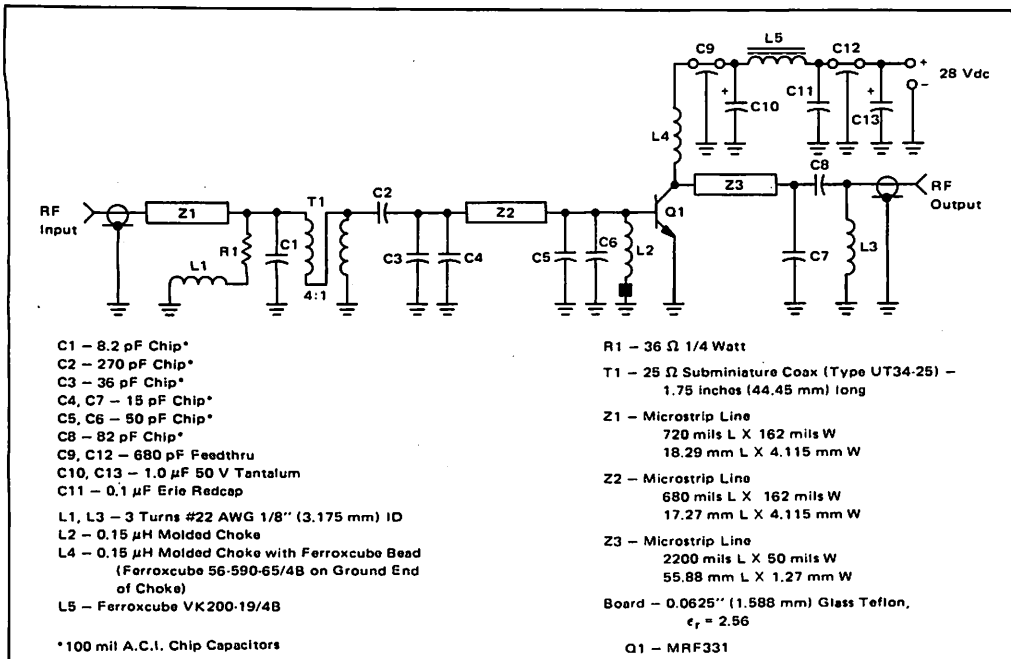 C9
L5
C12
+
28 Vdc
–
+
C10
C11
+
C13
L4
C8
Z3
RF
Output
Q1
C7
L3
RF
Input
Z1
T1
C2
Z2
R1
C1
L1
4:1
C3
C4
C5
C6
L2
C1 – 8.2 pF Chip*
C2 – 270 pF Chip*
C3 – 36 pF Chip*
C4, C7 – 15 pF Chip*
C5, C6 – 50 pF Chip*
C8 – 82 pF Chip*
C9, C12 – 680 pF Feedthru
C10, C13 – 1.0 μF 50 V Tantalum
C11 – 0.1 μF Erie Redcap
L1, L3 – 3 Turns #22 AWG 1/8" (3.175 mm) ID
L2 – 0.15 μH Molded Choke
L4 – 0.15 μH Molded Choke with Ferroxcube Bead
(Ferroxcube 56-590-65/4B on Ground End
of Choke)
L5 – Ferroxcube VK200-19/4B
*100 mil A.C.I. Chip Capacitors
R1 – 36 Ω 1/4 Watt
T1 – 25 Ω Subminiature Coax (Type UT34-25) –
1.75 inches (44.45 mm) long
Z1 – Microstrip Line
720 mils L X 162 mils W
18.29 mm L X 4.115 mm W
Z2 – Microstrip Line
680 mils L X 162 mils W
17.27 mm L X 4.115 mm W
Z3 – Microstrip Line
2200 mils L X 50 mils W
55.88 mm L X 1.27 mm W
Board – 0.0625" (1.588 mm) Glass Teflon,
ϵr = 2.56
Q1 – MRF331